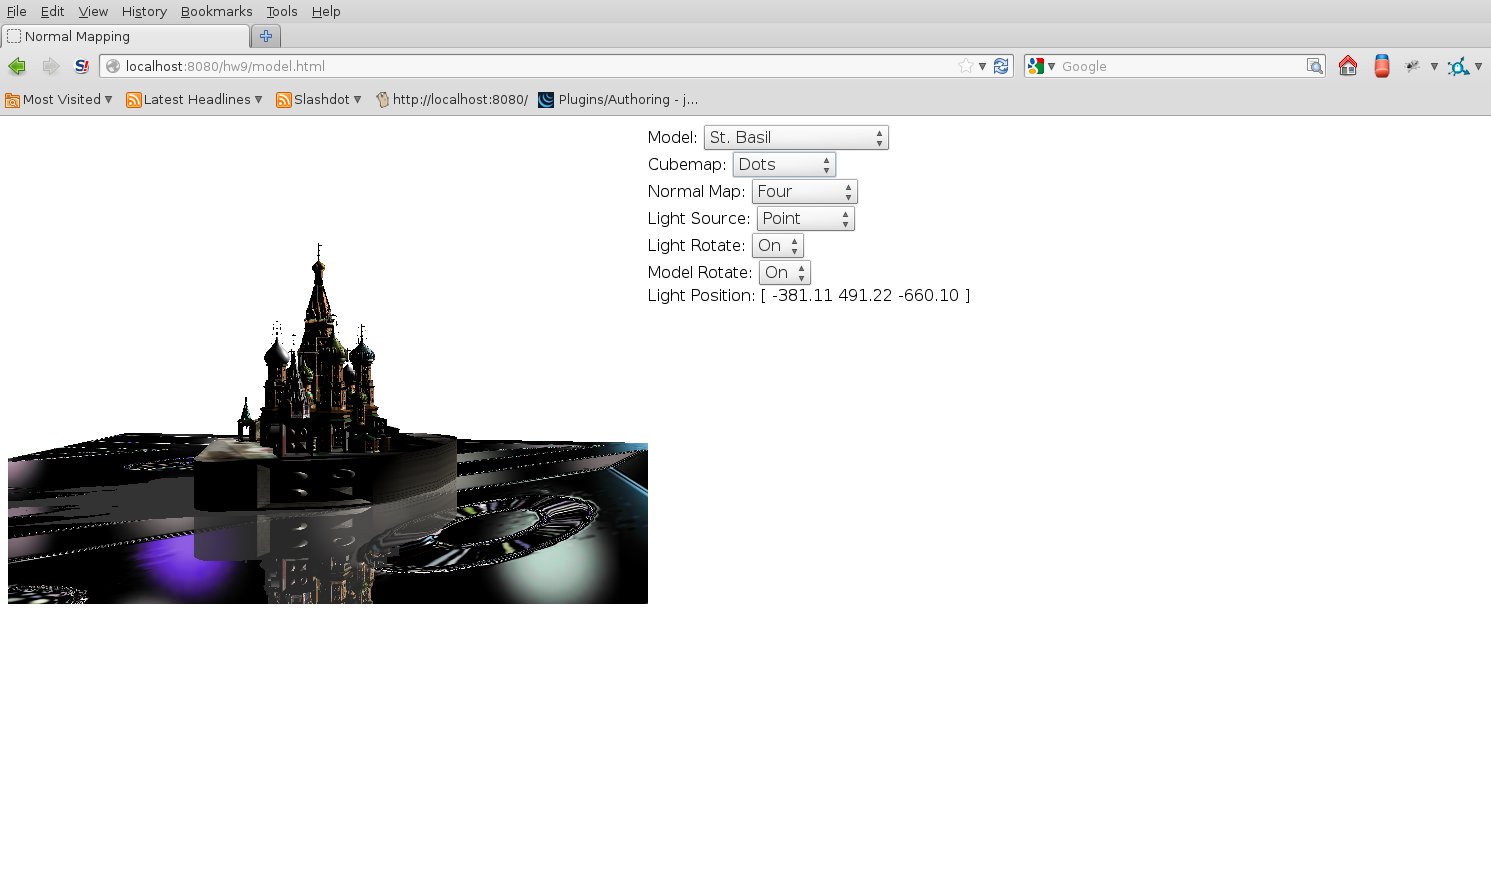 File Edit View History Bookmarks Tools Help
Normal Mapping
S! localhost:8080/hw9/model.html Google
Most Visited Latest Headlines Slashdot http://localhost:8080/ Plugins/Authoring - j...
Model: St. Basil
Cubemap: Dots
Normal Map: Four
Light Source: Point
Light Rotate: On
Model Rotate: On
Light Position: [ -381.11 491.22 -660.10 ]